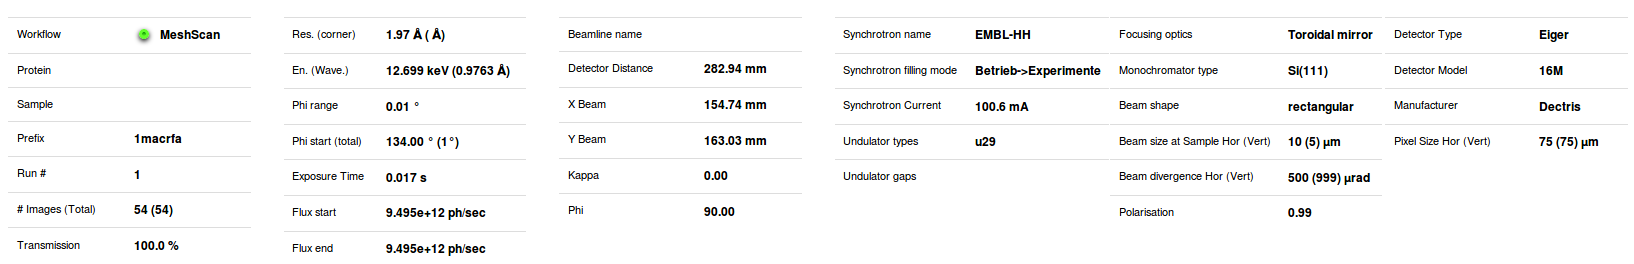 Workflow MeshScan
Protein
Sample
Prefix 1macrfa
Run # 1
# Images (Total) 54 (54)
Transmission 100.0 %
Res. (corner) 1.97 Å ( Å)
En. (Wave.) 12.699 keV (0.9763 Å)
Phi range 0.01 °
Phi start (total) 134.00 ° (1°)
Exposure Time 0.017 s
Flux start 9.495e+12 ph/sec
Flux end 9.495e+12 ph/sec
Beamline name
Detector Distance 282.94 mm
X Beam 154.74 mm
Y Beam 163.03 mm
Kappa 0.00
Phi 90.00
Synchrotron name EMBL-HH
Synchrotron filling mode Betrieb->Experimente
Synchrotron Current 100.6 mA
Undulator types u29
Undulator gaps
Focusing optics Toroidal mirror
Monochromator type Si(111)
Beam shape rectangular
Beam size at Sample Hor (Vert) 10 (5) µm
Beam divergence Hor (Vert) 500 (999) µrad
Polarisation 0.99
Detector Type Eiger
Detector Model 16M
Manufacturer Dectris
Pixel Size Hor (Vert) 75 (75) µm